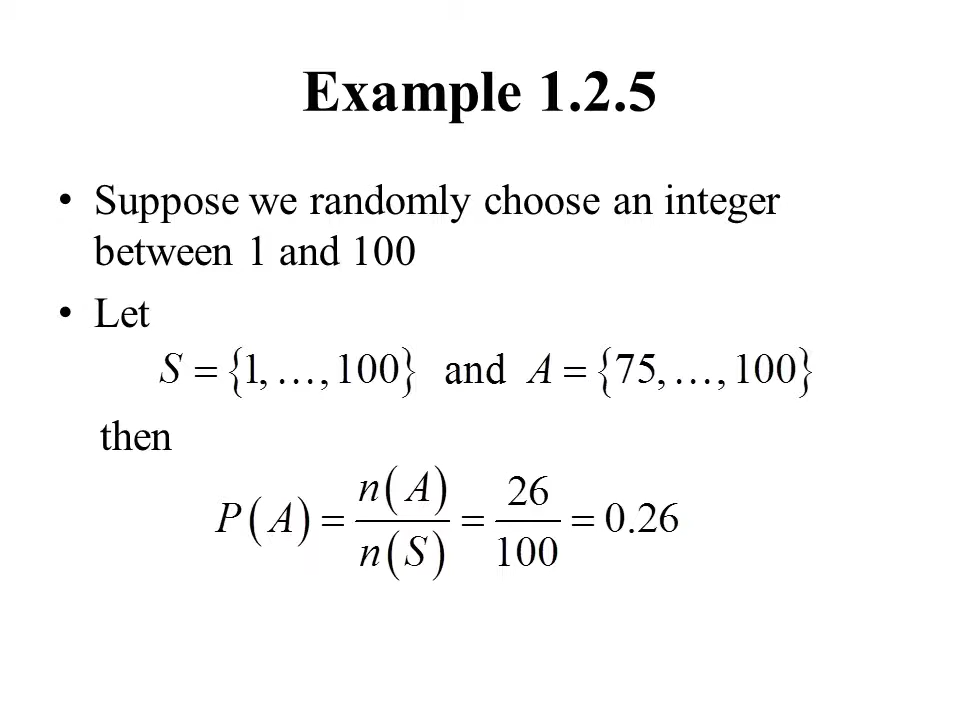 Example 1.2.5
• Suppose we randomly choose an integer
between 1 and 100
• Let
S = {1, …, 100} and A = {75, …, 100}
then
P(A) = n(A)/n(S) = 26/100 = 0.26